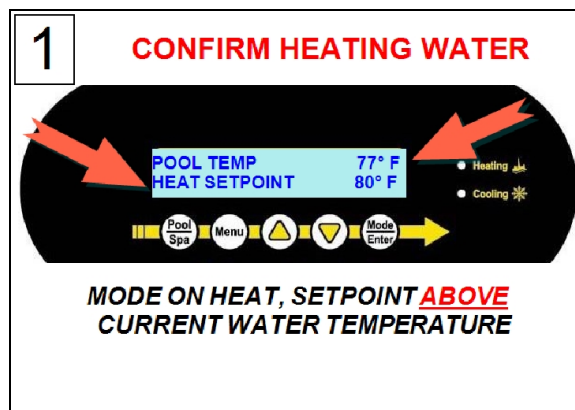 1
CONFIRM HEATING WATER
POOL TEMP 77° F
HEAT SETPOINT 80° F
Heating
Cooling
Pool Spa Menu Mode Enter
MODE ON HEAT, SETPOINT ABOVE
CURRENT WATER TEMPERATURE